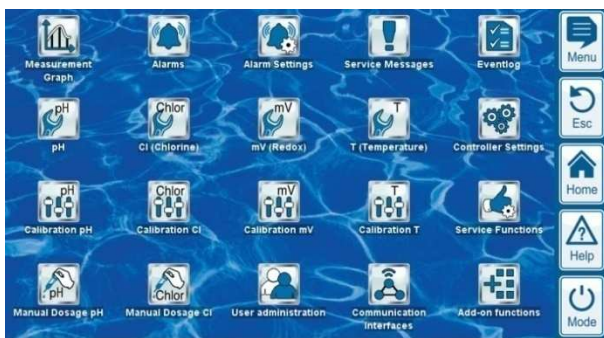 Measurement
Graph
Alarms
Alarm Settings
Service Messages
Eventlog
Menu
pH
pH
Chlor
Cl (Chlorine)
mV
mV (Redox)
T
T (Temperature)
Controller Settings
Esc
pH
Calibration pH
Chlor
Calibration Cl
mV
Calibration mV
T
Calibration T
Service Functions
Home
?
Help
pH
Manual Dosage pH
Chlor
Manual Dosage Cl
User administration
Communication
Interfaces
Add-on functions
Mode